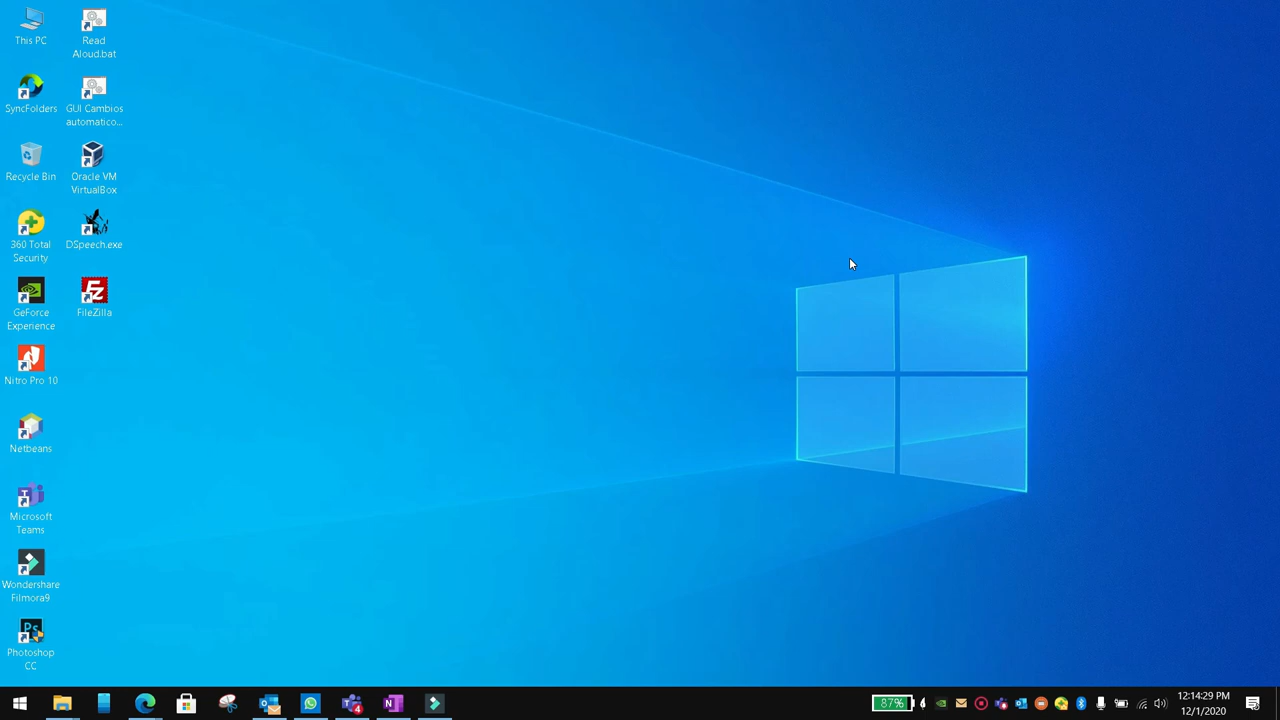 This PC
Read
Aloud.bat
SyncFolders
GUI Cambios
automatico...
Recycle Bin
Oracle VM
VirtualBox
360 Total
Security
DSpeech.exe
GeForce
Experience
FileZilla
Nitro Pro 10
Netbeans
Microsoft
Teams
Wondershare
Filmora9
Photoshop
CC
87%
12:14:29 PM
12/1/2020